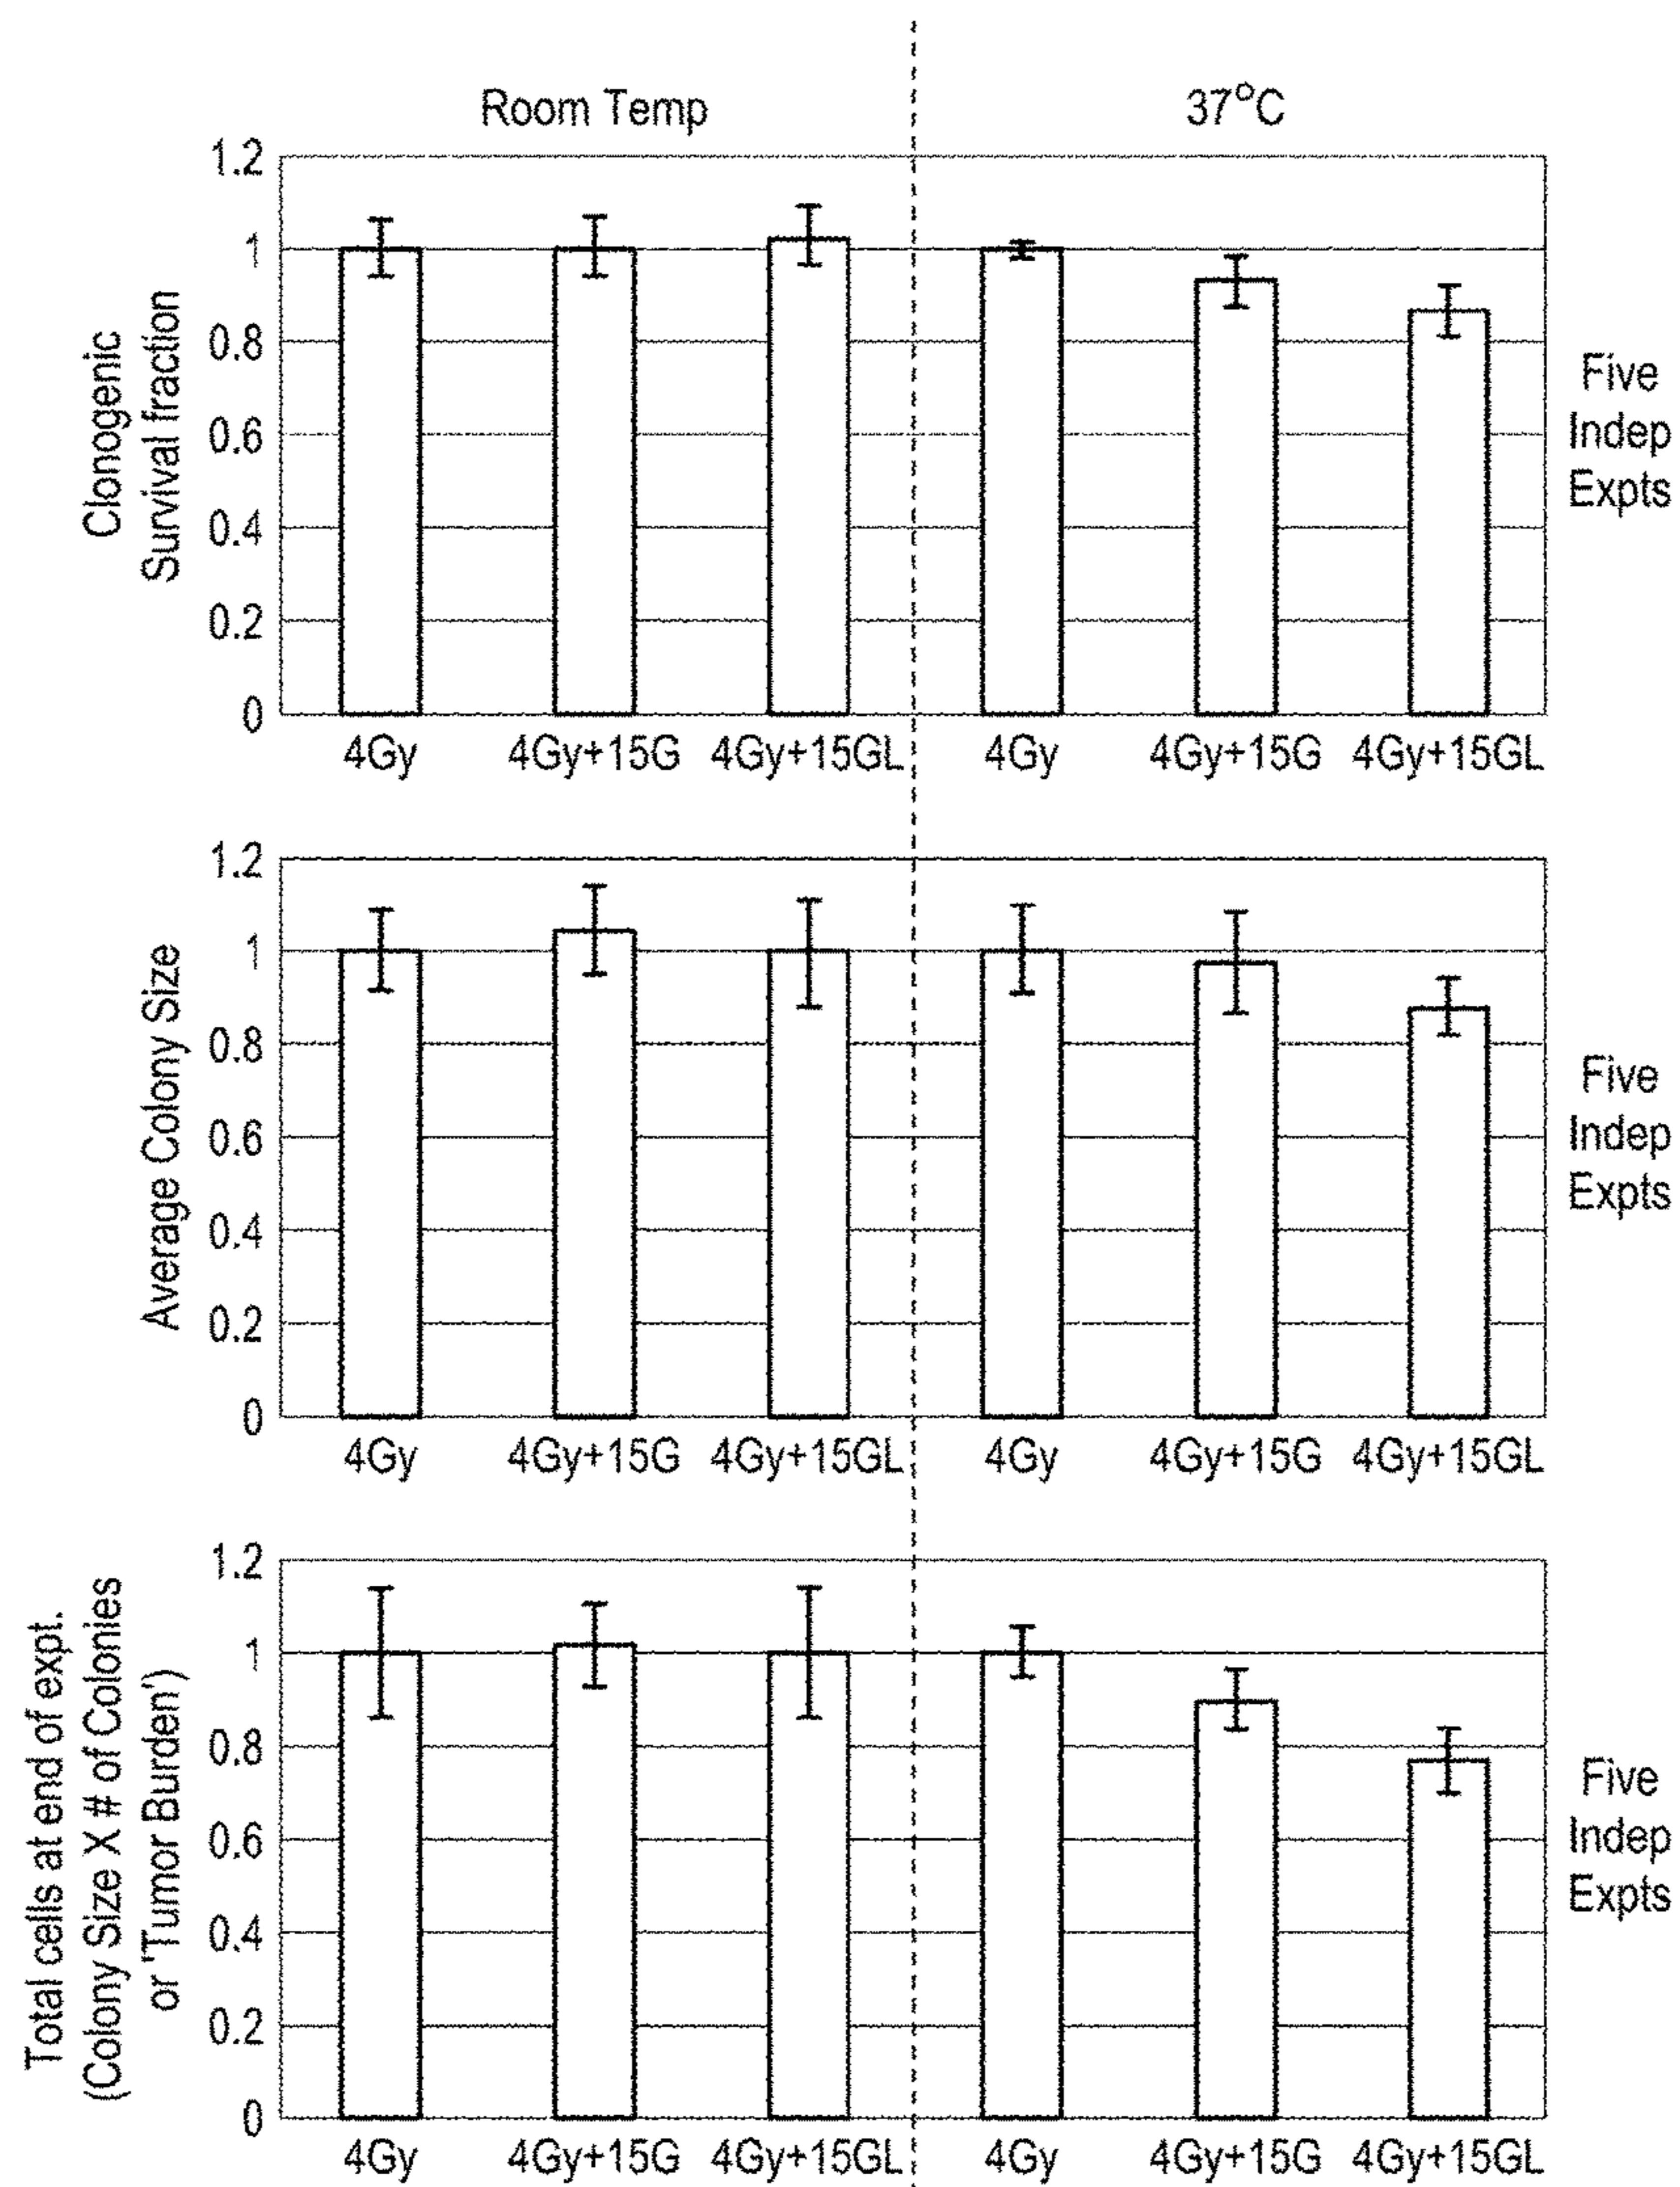 Room Temp
37°C
Clonogenic
Survival fraction
1.2
1
0.8
0.6
0.4
0.2
0
4Gy
4Gy+15G
4Gy+15GL
4Gy
4Gy+15G
4Gy+15GL
Five
Indep
Expts
Average Colony Size
1.2
1
0.8
0.6
0.4
0.2
0
4Gy
4Gy+15G
4Gy+15GL
4Gy
4Gy+15G
4Gy+15GL
Five
Indep
Expts
Total cells at end of expt.
(Colony Size X # of Colonies
or 'Tumor Burden')
1.2
1
0.8
0.6
0.4
0.2
0
4Gy
4Gy+15G
4Gy+15GL
4Gy
4Gy+15G
4Gy+15GL
Five
Indep
Expts